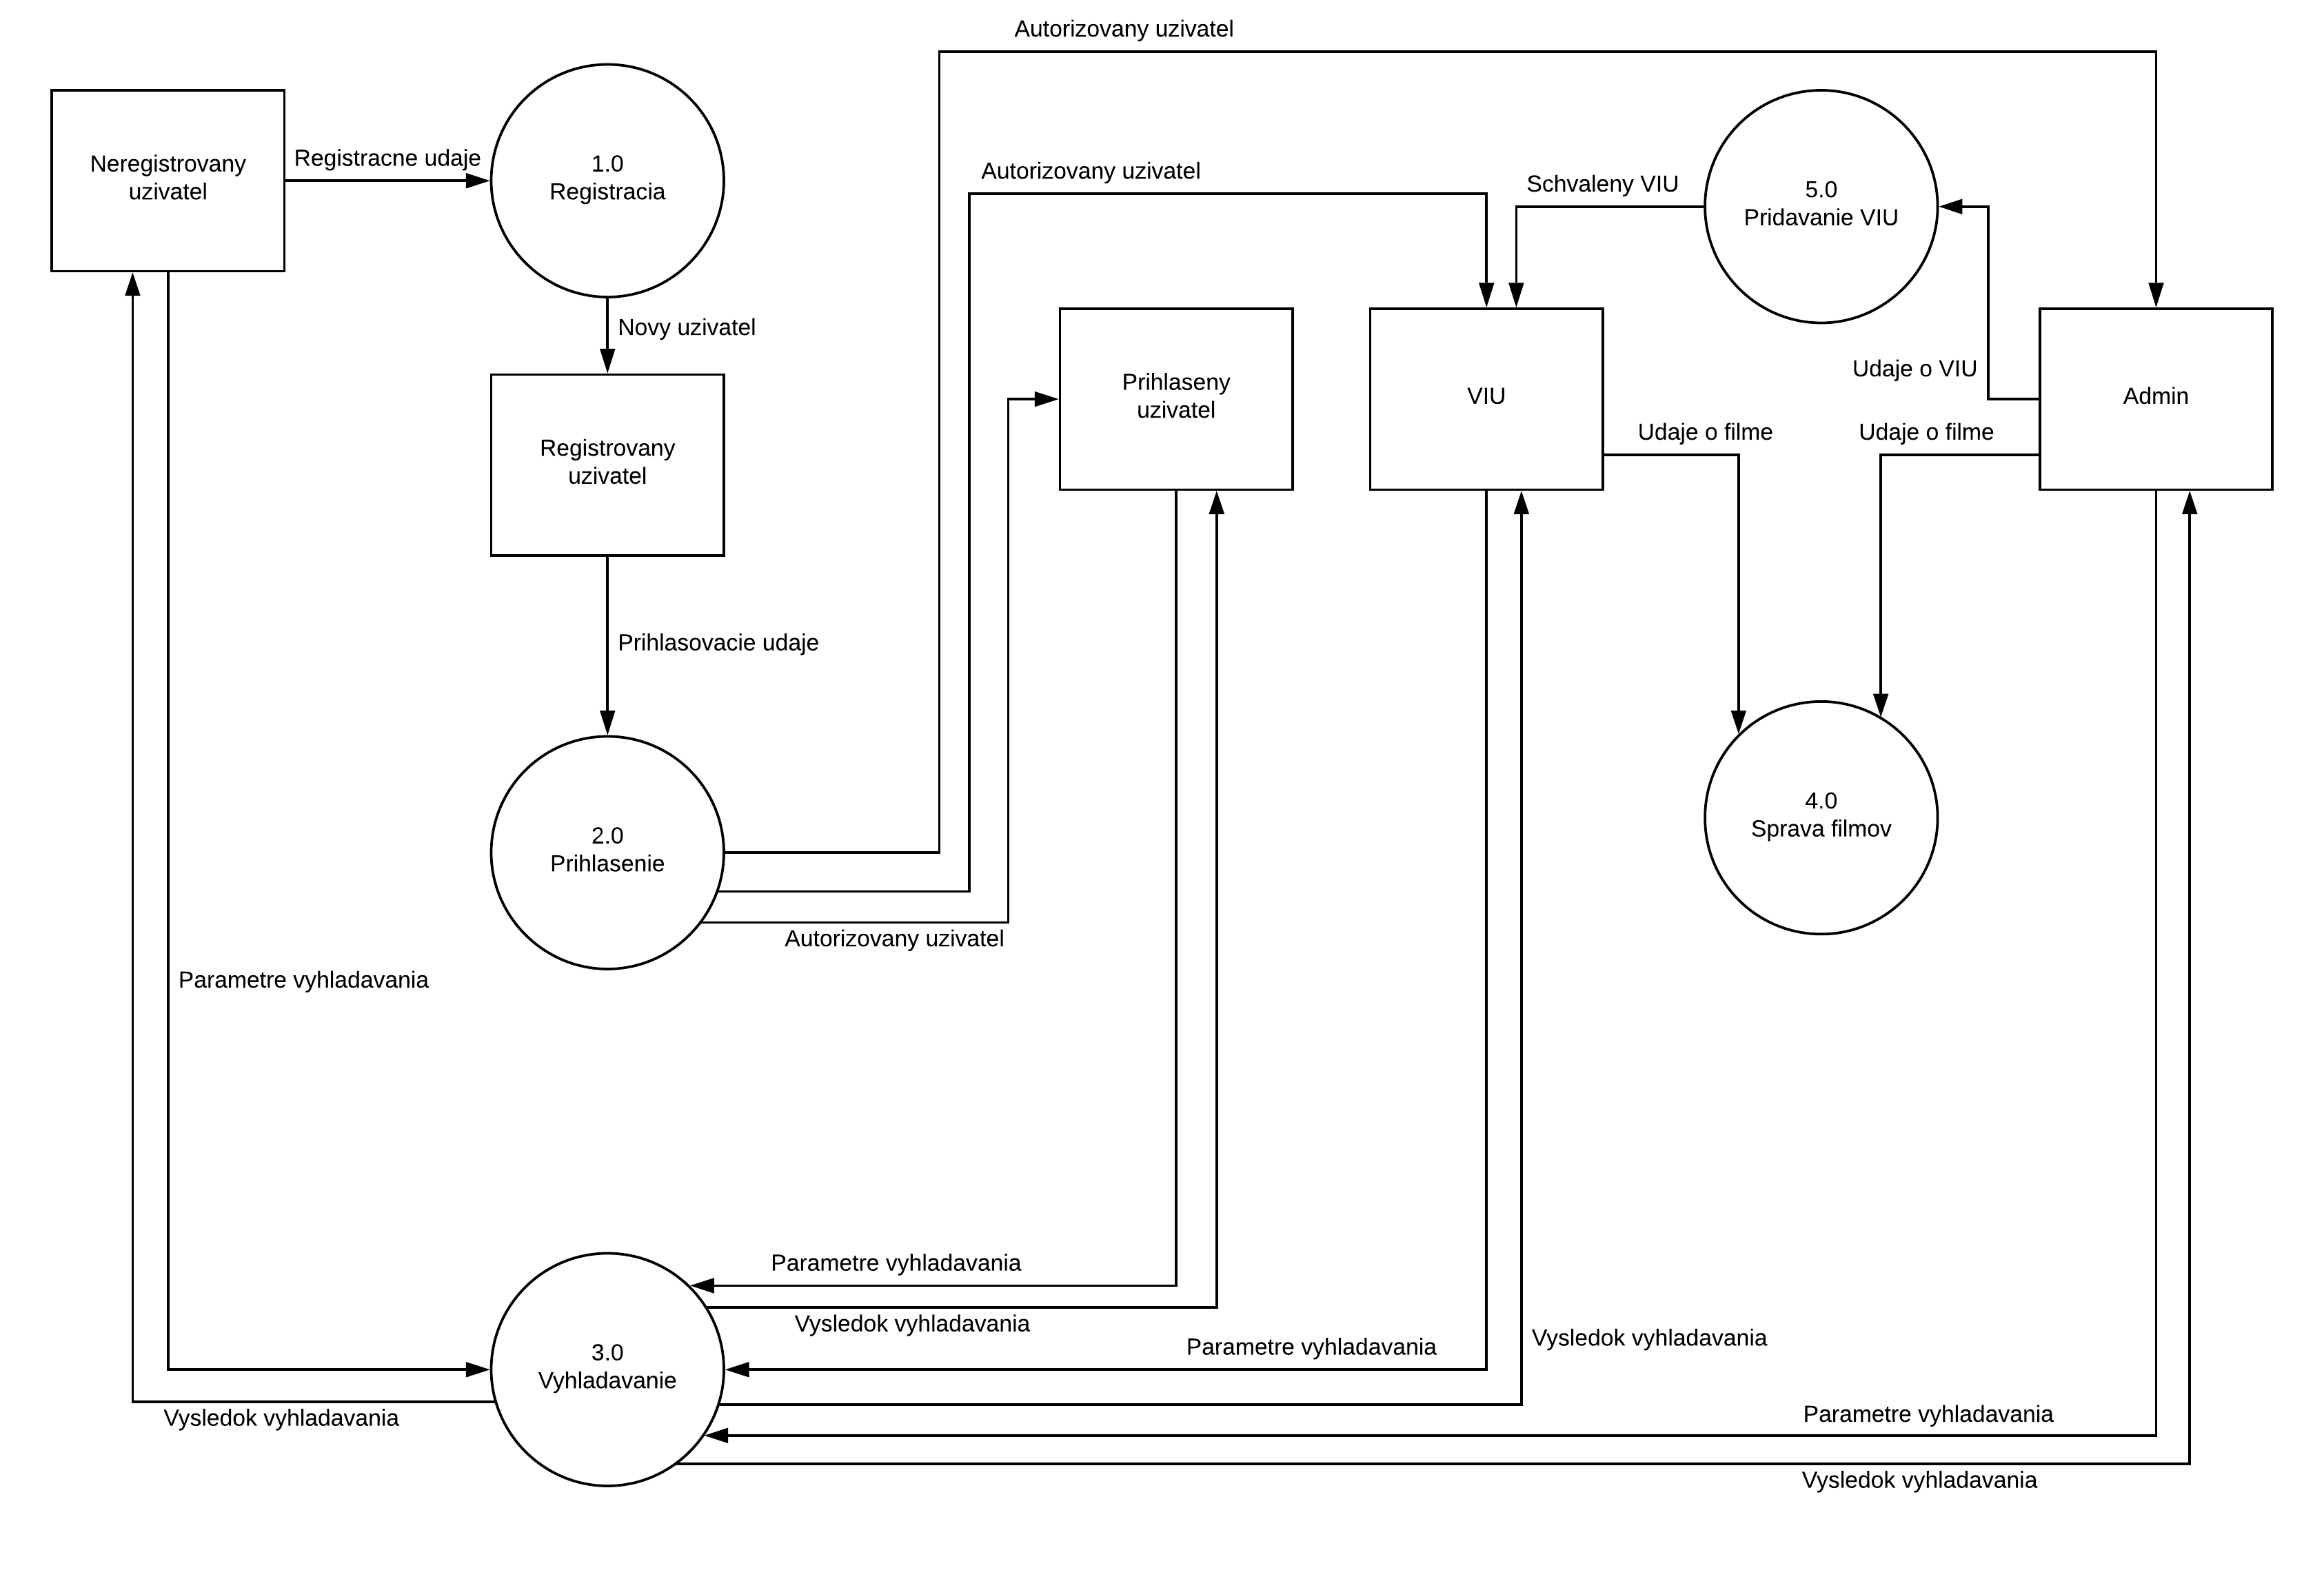 Autorizovany uzivatel
Neregistrovany
uzivatel
Registracne udaje
1.0
Registracia
Autorizovany uzivatel
Schvaleny VIU
5.0
Pridavanie VIU
Novy uzivatel
Prihlaseny
uzivatel
VIU
Udaje o VIU
Admin
Registrovany
uzivatel
Udaje o filme
Udaje o filme
Prihlasovacie udaje
2.0
Prihlasenie
4.0
Sprava filmov
Autorizovany uzivatel
Parametre vyhladavania
Parametre vyhladavania
Vysledok vyhladavania
Parametre vyhladavania
Vysledok vyhladavania
3.0
Vyhladavanie
Vysledok vyhladavania
Parametre vyhladavania
Vysledok vyhladavania